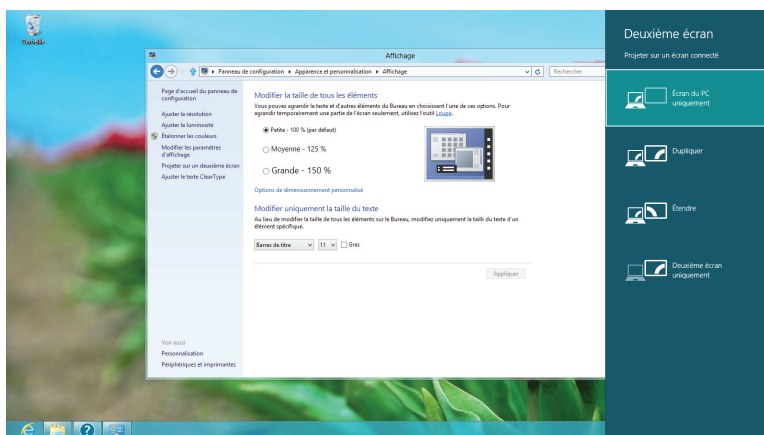 Corbeille
Affichage
Panneau de configuration
Apparence et personnalisation
Affichage
Rechercher
Page d'accueil du panneau de
configuration
Ajuster la résolution
Ajuster la luminosité
Étalonner les couleurs
Modifier les paramètres
d'affichage
Projeter sur un deuxième écran
Ajuster le texte ClearType
Voir aussi
Personnalisation
Périphériques et imprimantes
Modifier la taille de tous les éléments
Vous pouvez agrandir le texte et d'autres éléments du Bureau en choisissant l'une de ces options. Pour
agrandir temporairement une partie de l'écran seulement, utilisez l'outil Loupe.
Petite - 100 % (par défaut)
Moyenne - 125 %
Grande - 150 %
Options de dimensionnement personnalisé
Modifier uniquement la taille du texte
Au lieu de modifier la taille de tous les éléments sur le Bureau, modifiez uniquement la taille du texte d'un
élément spécifique.
Barres de titre 11 Gras
Appliquer
Deuxième écran
Projeter sur un écran connecté
Écran du PC
uniquement
Dupliquer
Étendre
Deuxième écran
uniquement